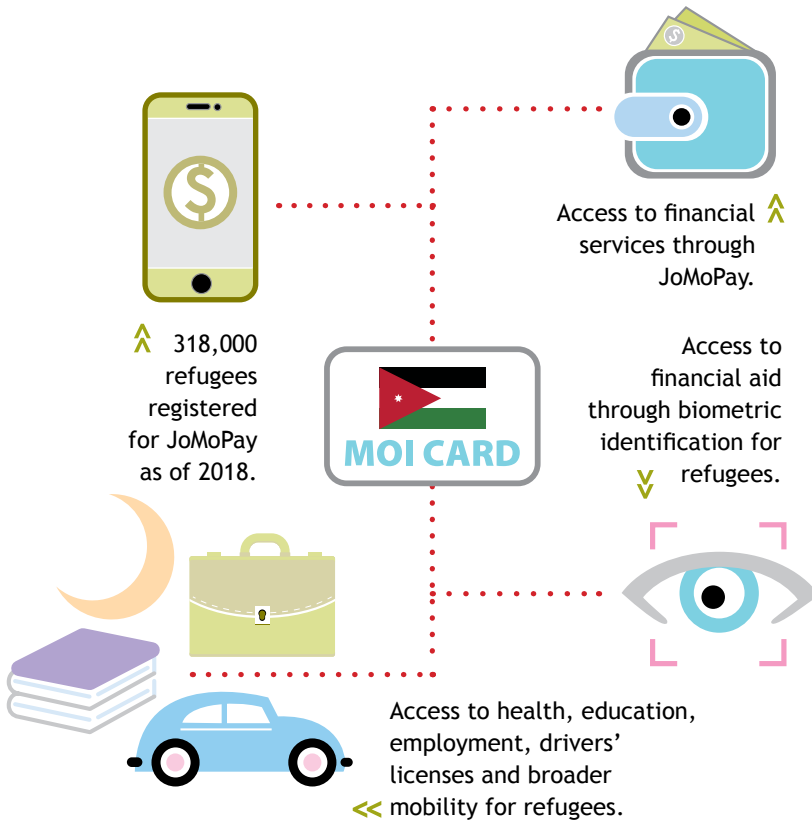 Access to financial
services through
JoMoPay.
318,000
refugees
registered
for JoMoPay
as of 2018.
MOI CARD
Access to
financial aid
through biometric
identification for
refugees.
Access to health, education,
employment, drivers’
licenses and broader
mobility for refugees.